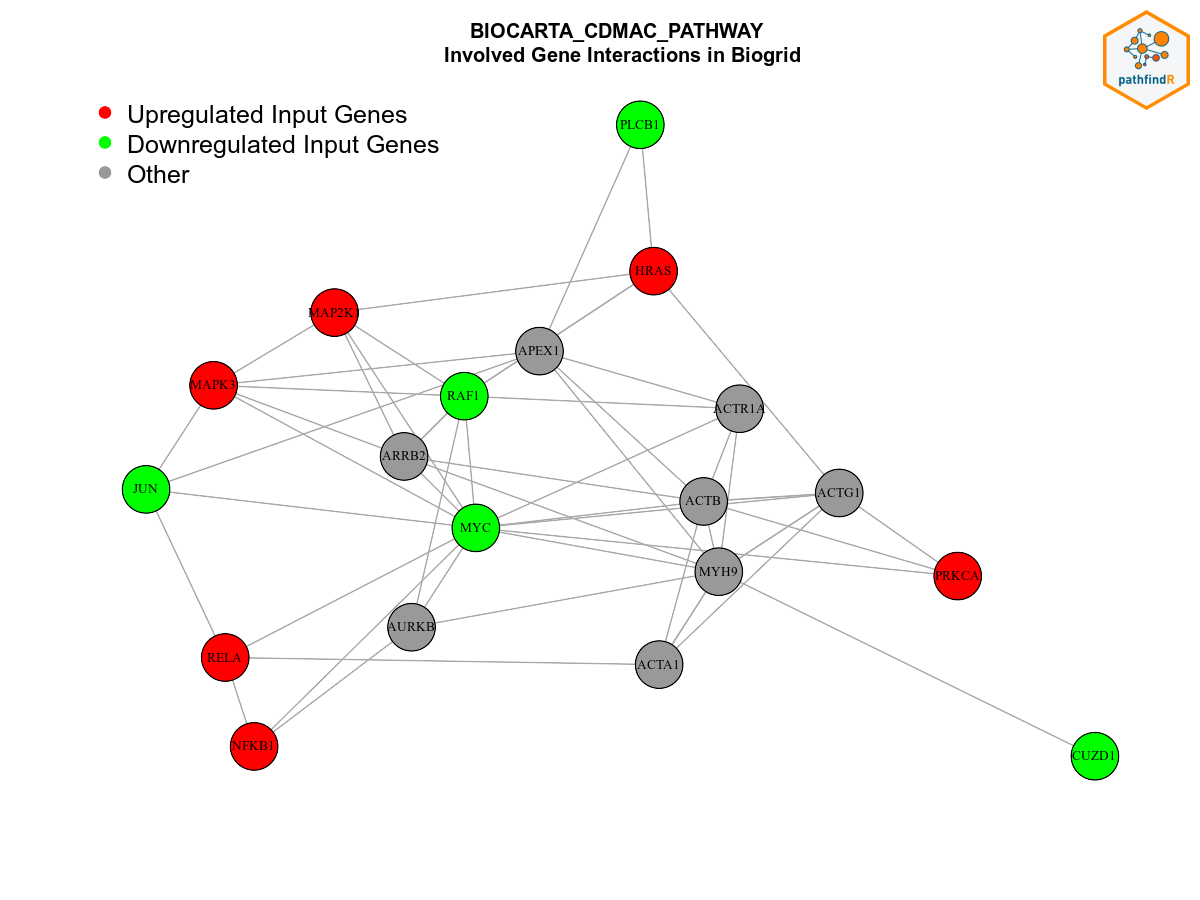 BIOCARTA_CDMAC_PATHWAY
Involved Gene Interactions in Biogrid
pathfindR
Upregulated Input Genes
Downregulated Input Genes
Other
PLCB1
HRAS
MAP2K
APEX1
MAPK3
RAF1
ACTR1A
ARRB2
JUN
ACTB
ACTG1
MYC
MYH9
PRKCA
AURKB
RELA
ACTA1
NFKB1
CUZD1